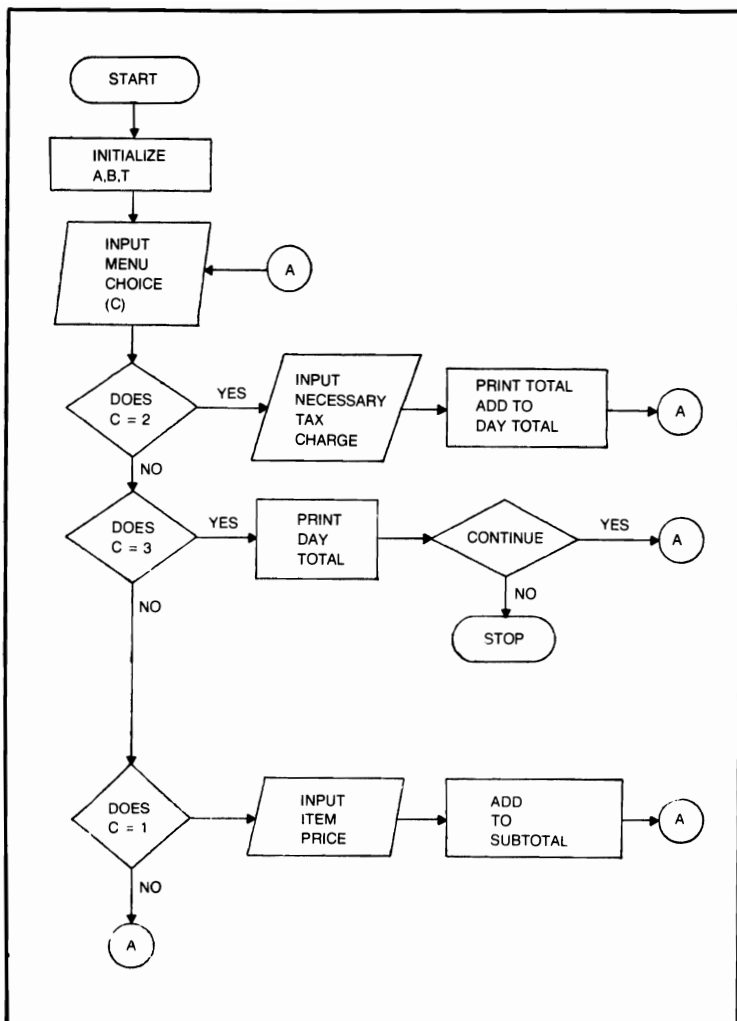 START
INITIALIZE
A,B,T
INPUT
MENU
CHOICE
(C)
A
DOES
C = 2
YES
INPUT
NECESSARY
TAX
CHARGE
PRINT TOTAL
ADD TO
DAY TOTAL
A
NO
DOES
C = 3
YES
PRINT
DAY
TOTAL
CONTINUE
YES
A
NO
NO
STOP
DOES
C = 1
INPUT
ITEM
PRICE
ADD
TO
SUBTOTAL
A
NO
A